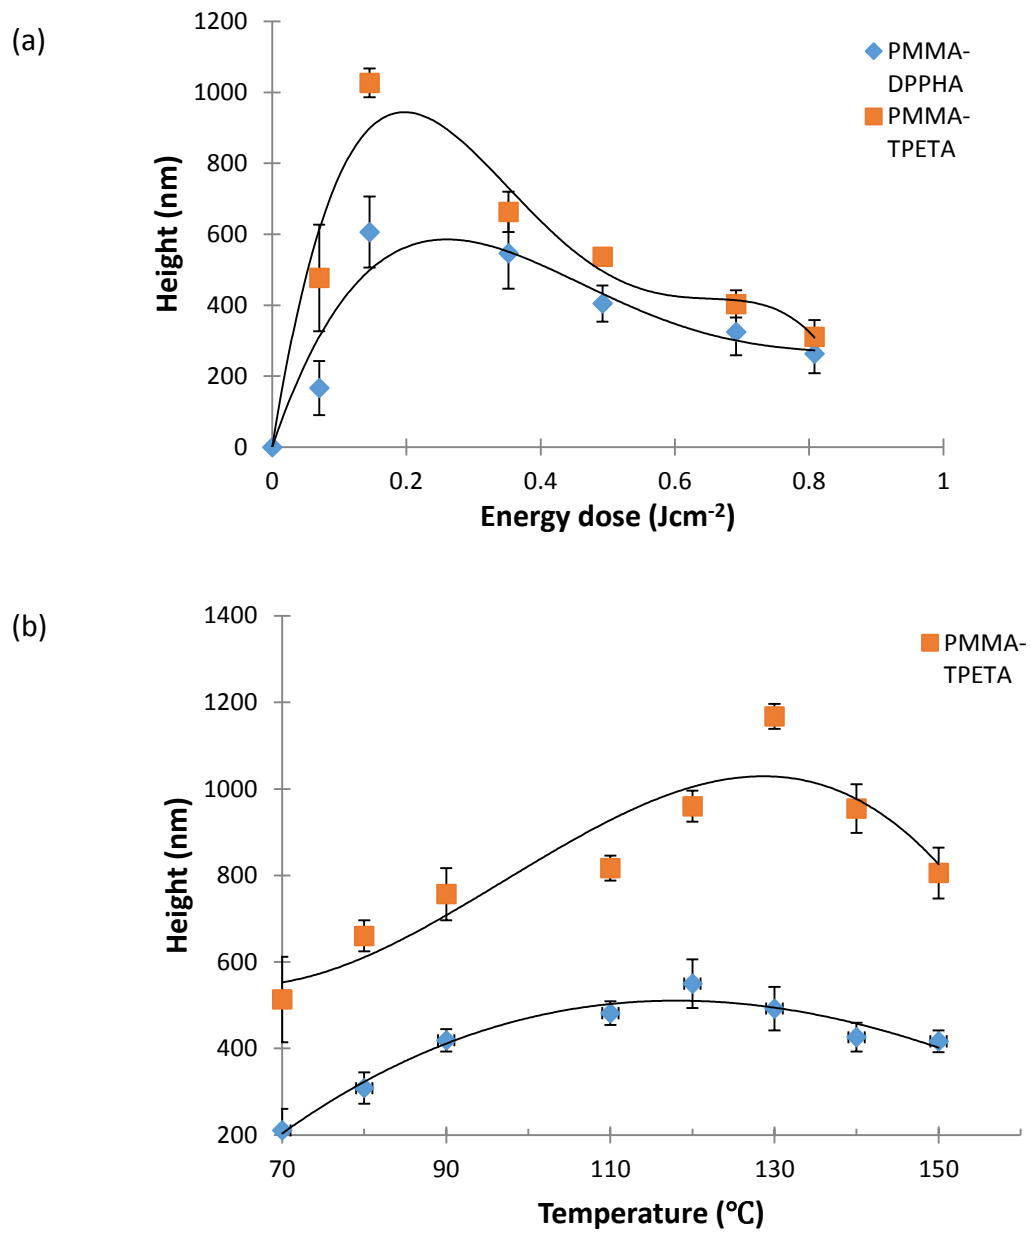 (a)
1200
1000
800
600
400
200
0
Height (nm)
0 0.2 0.4 0.6 0.8 1
Energy dose (Jcm⁻²)
PMMA-
DPPHA
PMMA-
TPETA
(b)
1400
1200
1000
800
600
400
200
Height (nm)
70 90 110 130 150
Temperature (℃)
PMMA-
TPETA